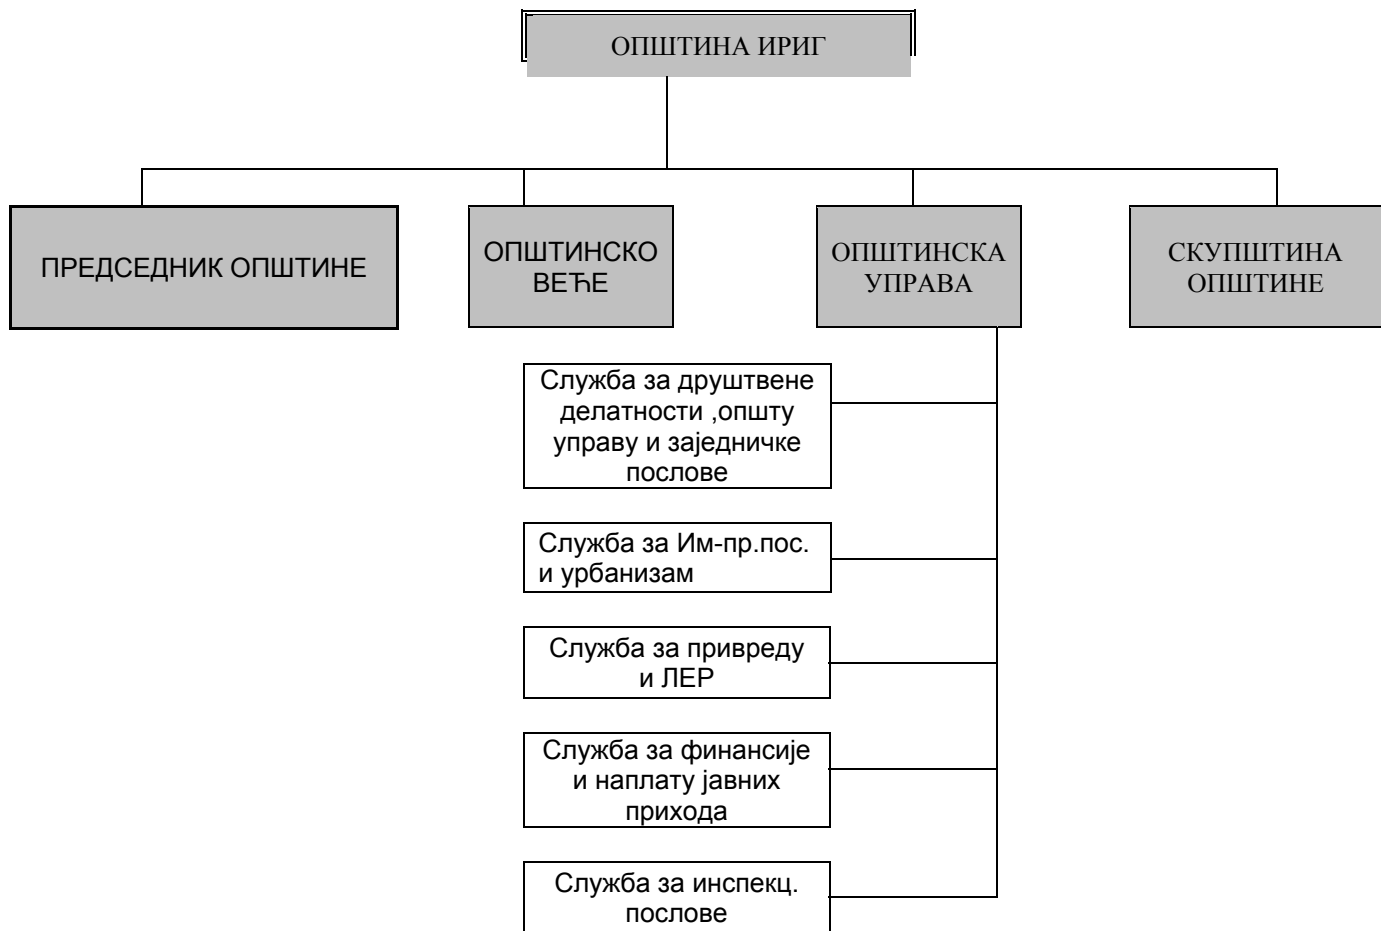 ОПШТИНА ИРИГ
ПРЕДСЕДНИК ОПШТИНЕ
ОПШТИНСКО
ВЕЋЕ
ОПШТИНСКА
УПРАВА
СКУПШТИНА
ОПШТИНЕ
Служба за друштвене
делатности ,општу
управу и заједничке
послове
Служба за Им-пр.пос.
и урбанизам
Служба за привреду
и ЛЕР
Служба за финансије
и наплату јавних
прихода
Служба за инспекц.
послове